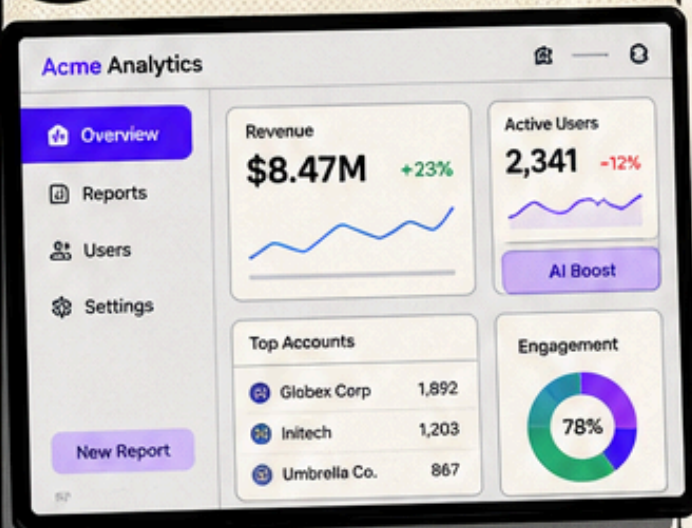 Acme Analytics
Overview
Reports
Users
Settings
New Report
Revenue
$8.47M +23%
Active Users
2,341 -12%
AI Boost
Top Accounts
Globex Corp 1,892
Initech 1,203
Umbrella Co. 867
Engagement
78%